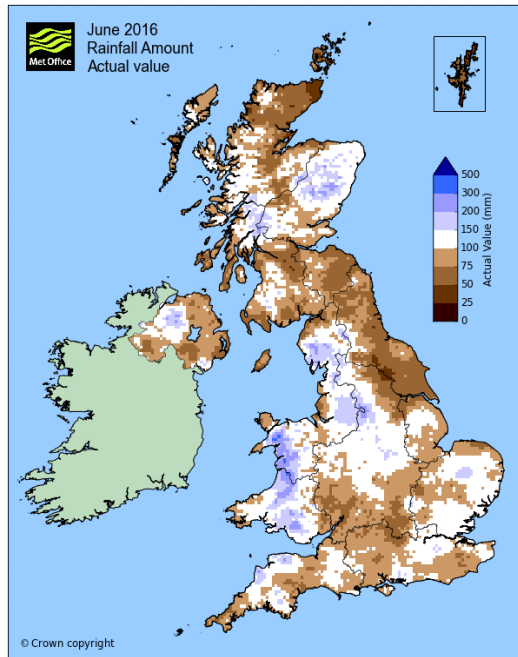 June 2016
Rainfall Amount
Actual value
Met Office
500
300
200
150
100
75
50
25
0
Actual Value (mm)
© Crown copyright